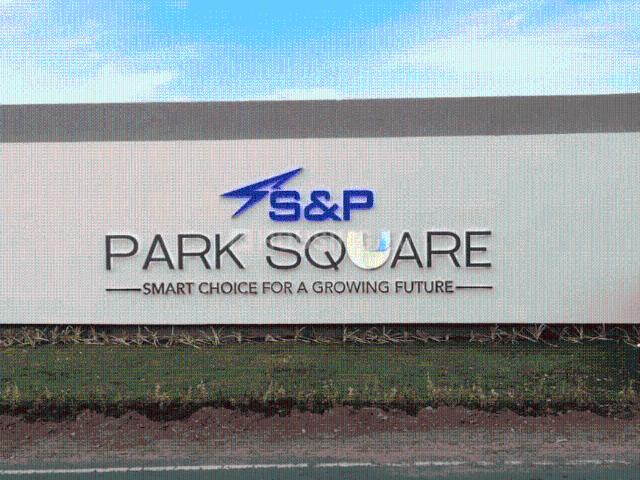 S&P
PARK SQUARE
SMART CHOICE FOR A GROWING FUTURE